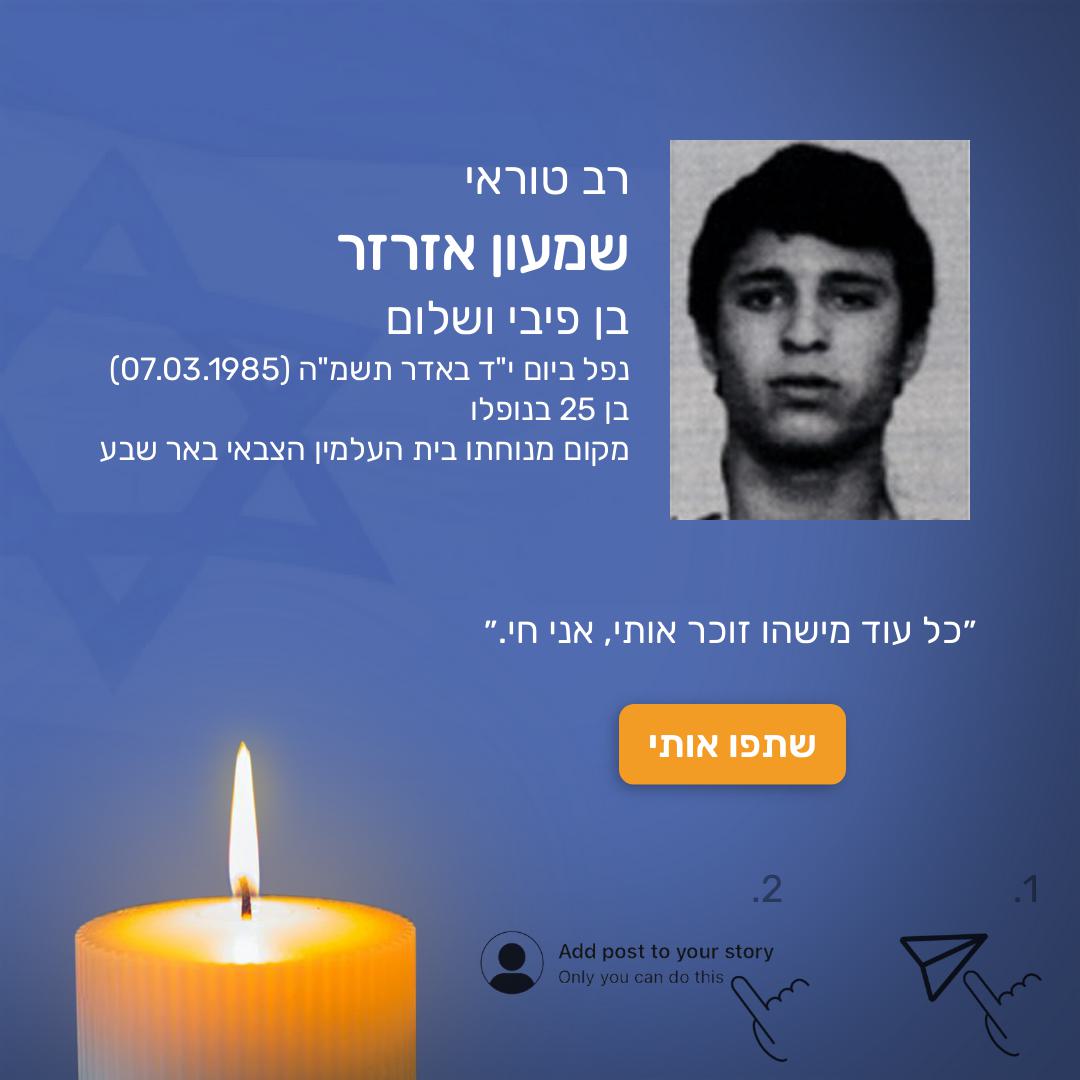 רב טוראי
שמעון אזרזר
בן פיבי ושלום
נפל ביום י"ד באדר תשמ"ה (07.03.1985)
בן 25 בנופלו
מקום מנוחתו בית העלמין הצבאי באר שבע
״כל עוד מישהו זוכר אותי, אני חי.״
שתפו אותי
1.
2.
Add post to your story
Only you can do this